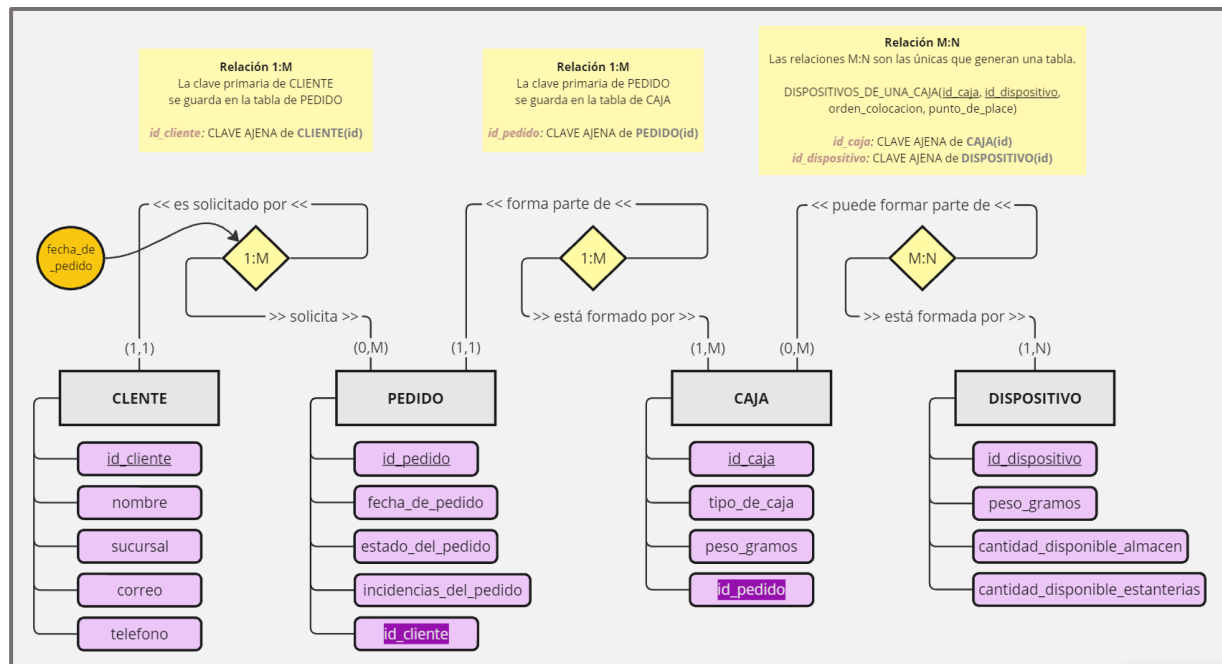 Relación 1:M
La clave primaria de CLIENTE
se guarda en la tabla de PEDIDO
id_cliente: CLAVE AJENA de CLIENTE(id)
Relación 1:M
La clave primaria de PEDIDO
se guarda en la tabla de CAJA
id_pedido: CLAVE AJENA de PEDIDO(id)
Relación M:N
Las relaciones M:N son las únicas que generan una tabla.
DISPOSITIVOS_DE_UNA_CAJA(id_caja, id_dispositivo,
orden_colocacion, punto_de_place)
id_caja: CLAVE AJENA de CAJA(id)
id_dispositivo: CLAVE AJENA de DISPOSITIVO(id)
<< es solicitado por <<
<< forma parte de <<
<< puede formar parte de <<
fecha_de
_pedido
1:M
1:M
M:N
>> solicita >>
>> está formado por >>
>> está formada por >>
(1,1)
(0,M)
(1,1)
(1,M)
(0,M)
(1,N)
CLENTE
id_cliente
nombre
sucursal
correo
telefono
PEDIDO
id_pedido
fecha_de_pedido
estado_del_pedido
incidencias_del_pedido
id_cliente
CAJA
id_caja
tipo_de_caja
peso_gramos
id_pedido
DISPOSITIVO
id_dispositivo
peso_gramos
cantidad_disponible_almacen
cantidad_disponible_estanterias